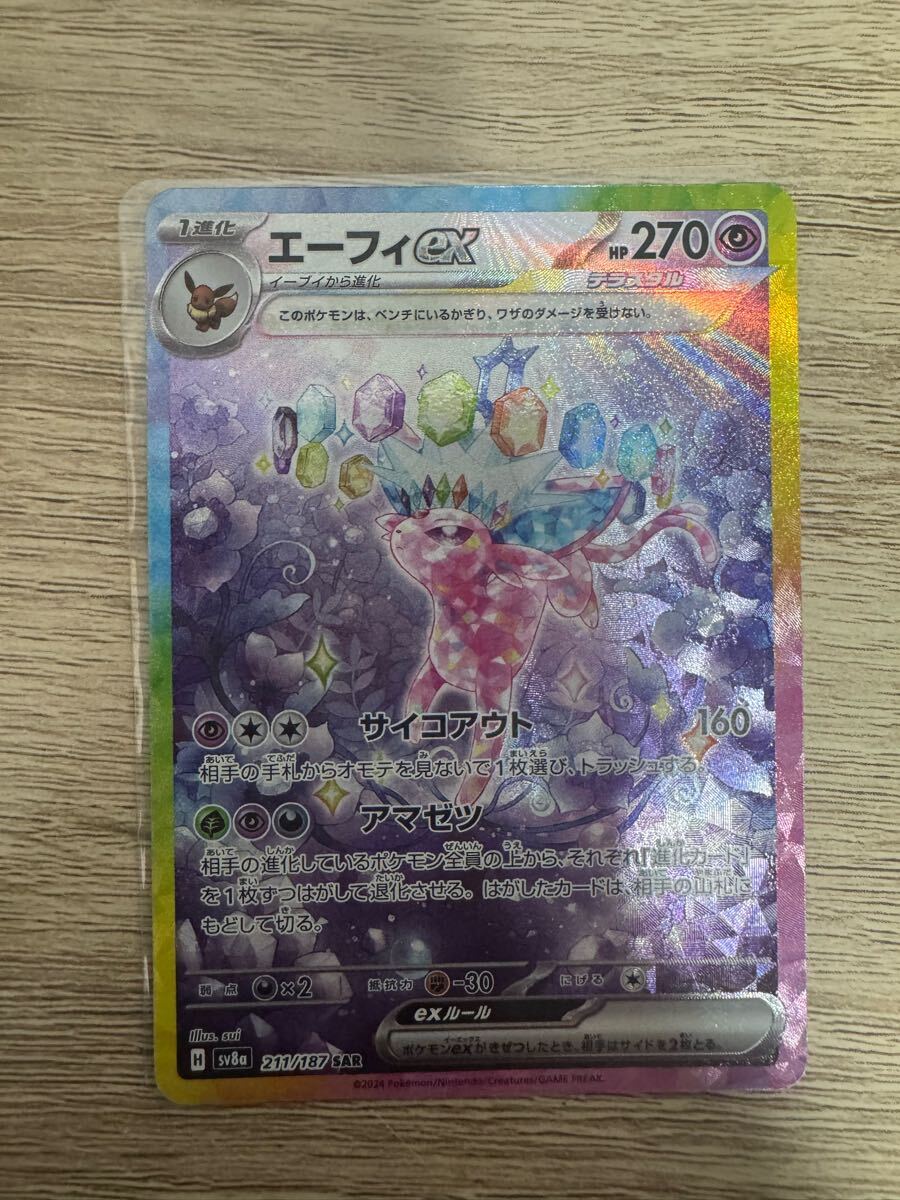 1進化
エーフィex
HP270
イーブイから進化
テラスタル
このポケモンは、ベンチにいるかぎり、ワザのダメージを受けない。
サイコアウト 160
相手の手札からオモテを見ないで1枚選び、トラッシュする。
アマゼツ
相手の進化しているポケモン全員の上から、それぞれ「進化カード」
を1枚ずつはがして退化させる。はがしたカードは、相手の山札に
もどして切る。
弱点 ×2 抵抗力 -30 にげる
exルール
ポケモンexがきぜつしたとき、相手はサイドを2枚とる。
Illus. sui
H sv8a 211/187 SAR
©2024 Pokémon/Nintendo/Creatures/GAME FREAK.